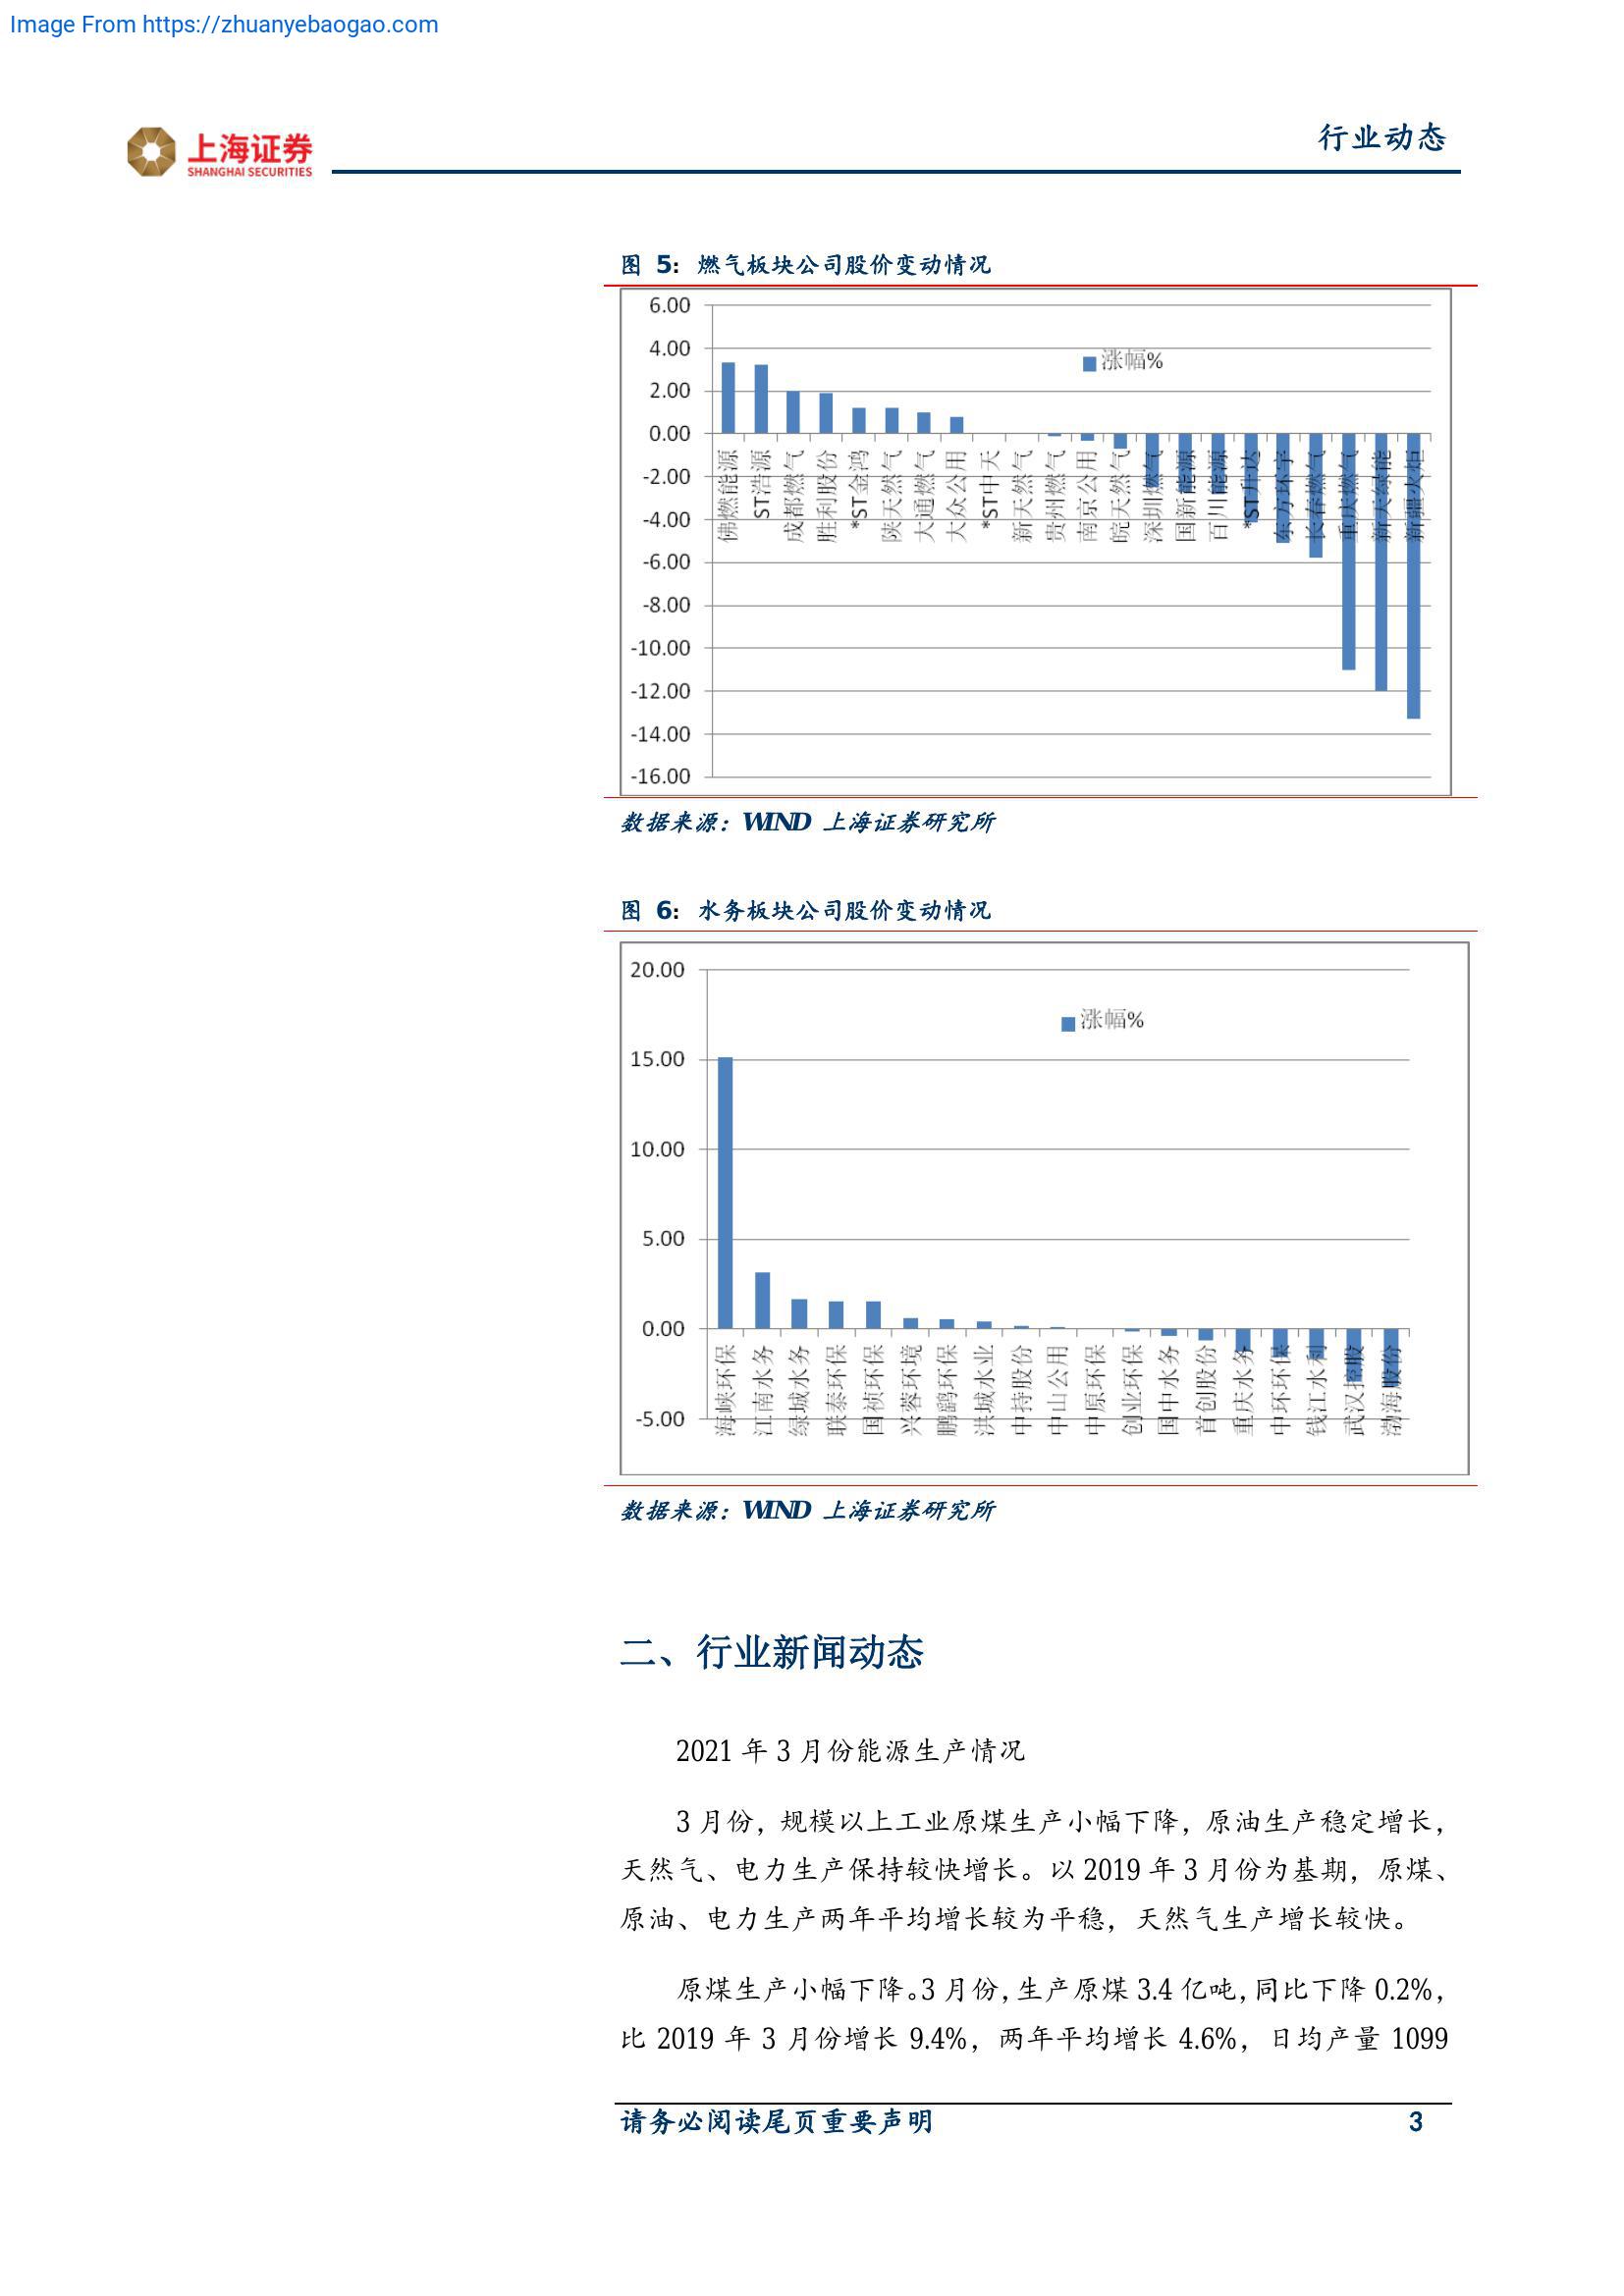 Image From https://zhuanyebaogao.com
上海证券
SHANGHAI SECURITIES
行业动态
图 5: 燃气板块公司股价变动情况
6.00
4.00
2.00
0.00
-2.00
-4.00
-6.00
-8.00
-10.00
-12.00
-14.00
-16.00
涨幅%
佛燃能源
ST浩源
成都燃气
胜利股份
*ST金鸿
陕天然气
大通燃气
大众公用
*ST中天
新天然气
贵州燃气
南京公用
皖天然气
深圳燃气
国新能源
百川能源
*ST升达
东方环宇
长春燃气
重庆燃气
新天绿能
新疆火炬
数据来源: WIND 上海证券研究所
图 6: 水务板块公司股价变动情况
20.00
15.00
10.00
5.00
0.00
-5.00
涨幅%
海峡环保
江南水务
绿城水务
联泰环保
国祯环保
兴蓉环境
鹏鹞环保
洪城水业
中持股份
中山公用
中原环保
创业环保
国中水务
首创股份
重庆水务
中环环保
钱江水利
武汉控股
渤海股份
数据来源: WIND 上海证券研究所
二、行业新闻动态
2021 年 3 月份能源生产情况
3 月份，规模以上工业原煤生产小幅下降，原油生产稳定增长，
天然气、电力生产保持较快增长。以 2019 年 3 月份为基期，原煤、
原油、电力生产两年平均增长较为平稳，天然气生产增长较快。
原煤生产小幅下降。3 月份，生产原煤 3.4 亿吨，同比下降 0.2%，
比 2019 年 3 月份增长 9.4%，两年平均增长 4.6%，日均产量 1099
请务必阅读尾页重要声明
3